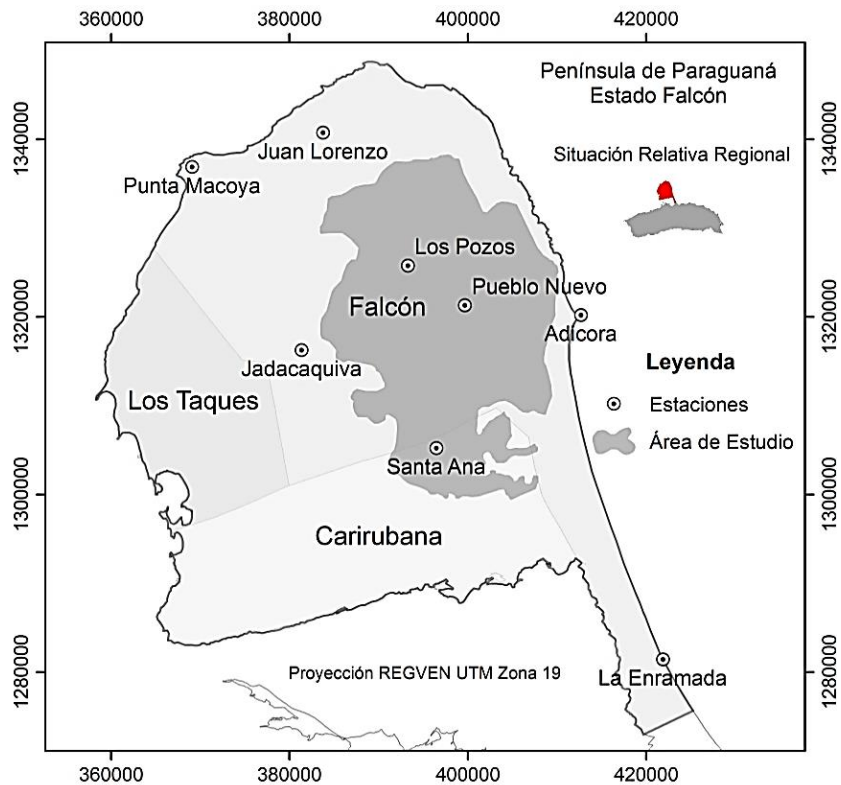 360000 380000 400000 420000
Península de Paraguaná
Estado Falcón
1340000 1340000
Juan Lorenzo
Situación Relativa Regional
Punta Macoya
Los Pozos
Pueblo Nuevo
Falcón
1320000 1320000
Adícora
Jadacaquiva
Leyenda
Los Taques
Estaciones
Área de Estudio
Santa Ana
1300000 1300000
Carirubana
Proyección REGVEN UTM Zona 19
La Enramada
1280000 1280000
360000 380000 400000 420000